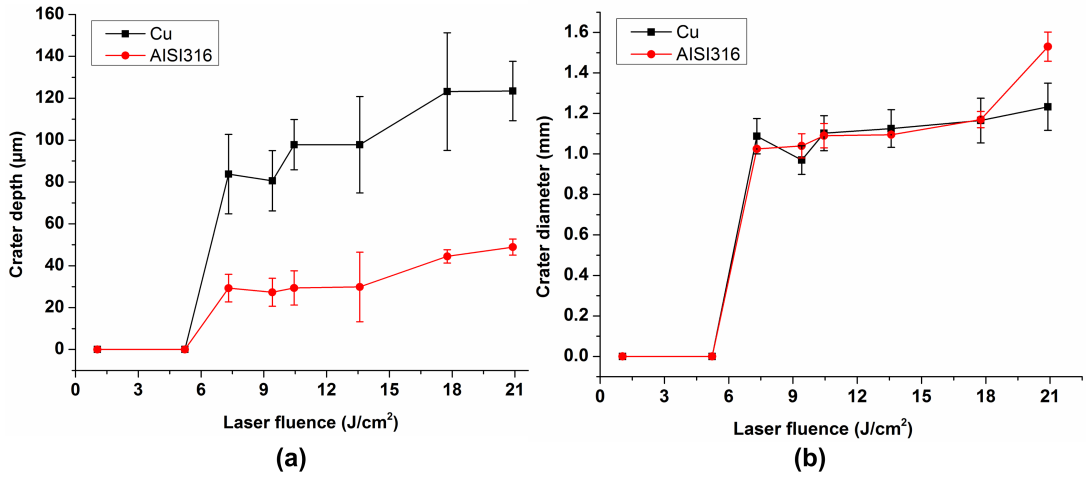 Cu
AISI316
Crater depth (µm)
160
140
120
100
80
60
40
20
0
0 3 6 9 12 15 18 21
Laser fluence (J/cm²)
(a)
Cu
AISI316
Crater diameter (mm)
1.6
1.4
1.2
1.0
0.8
0.6
0.4
0.2
0.0
0 3 6 9 12 15 18 21
Laser fluence (J/cm²)
(b)